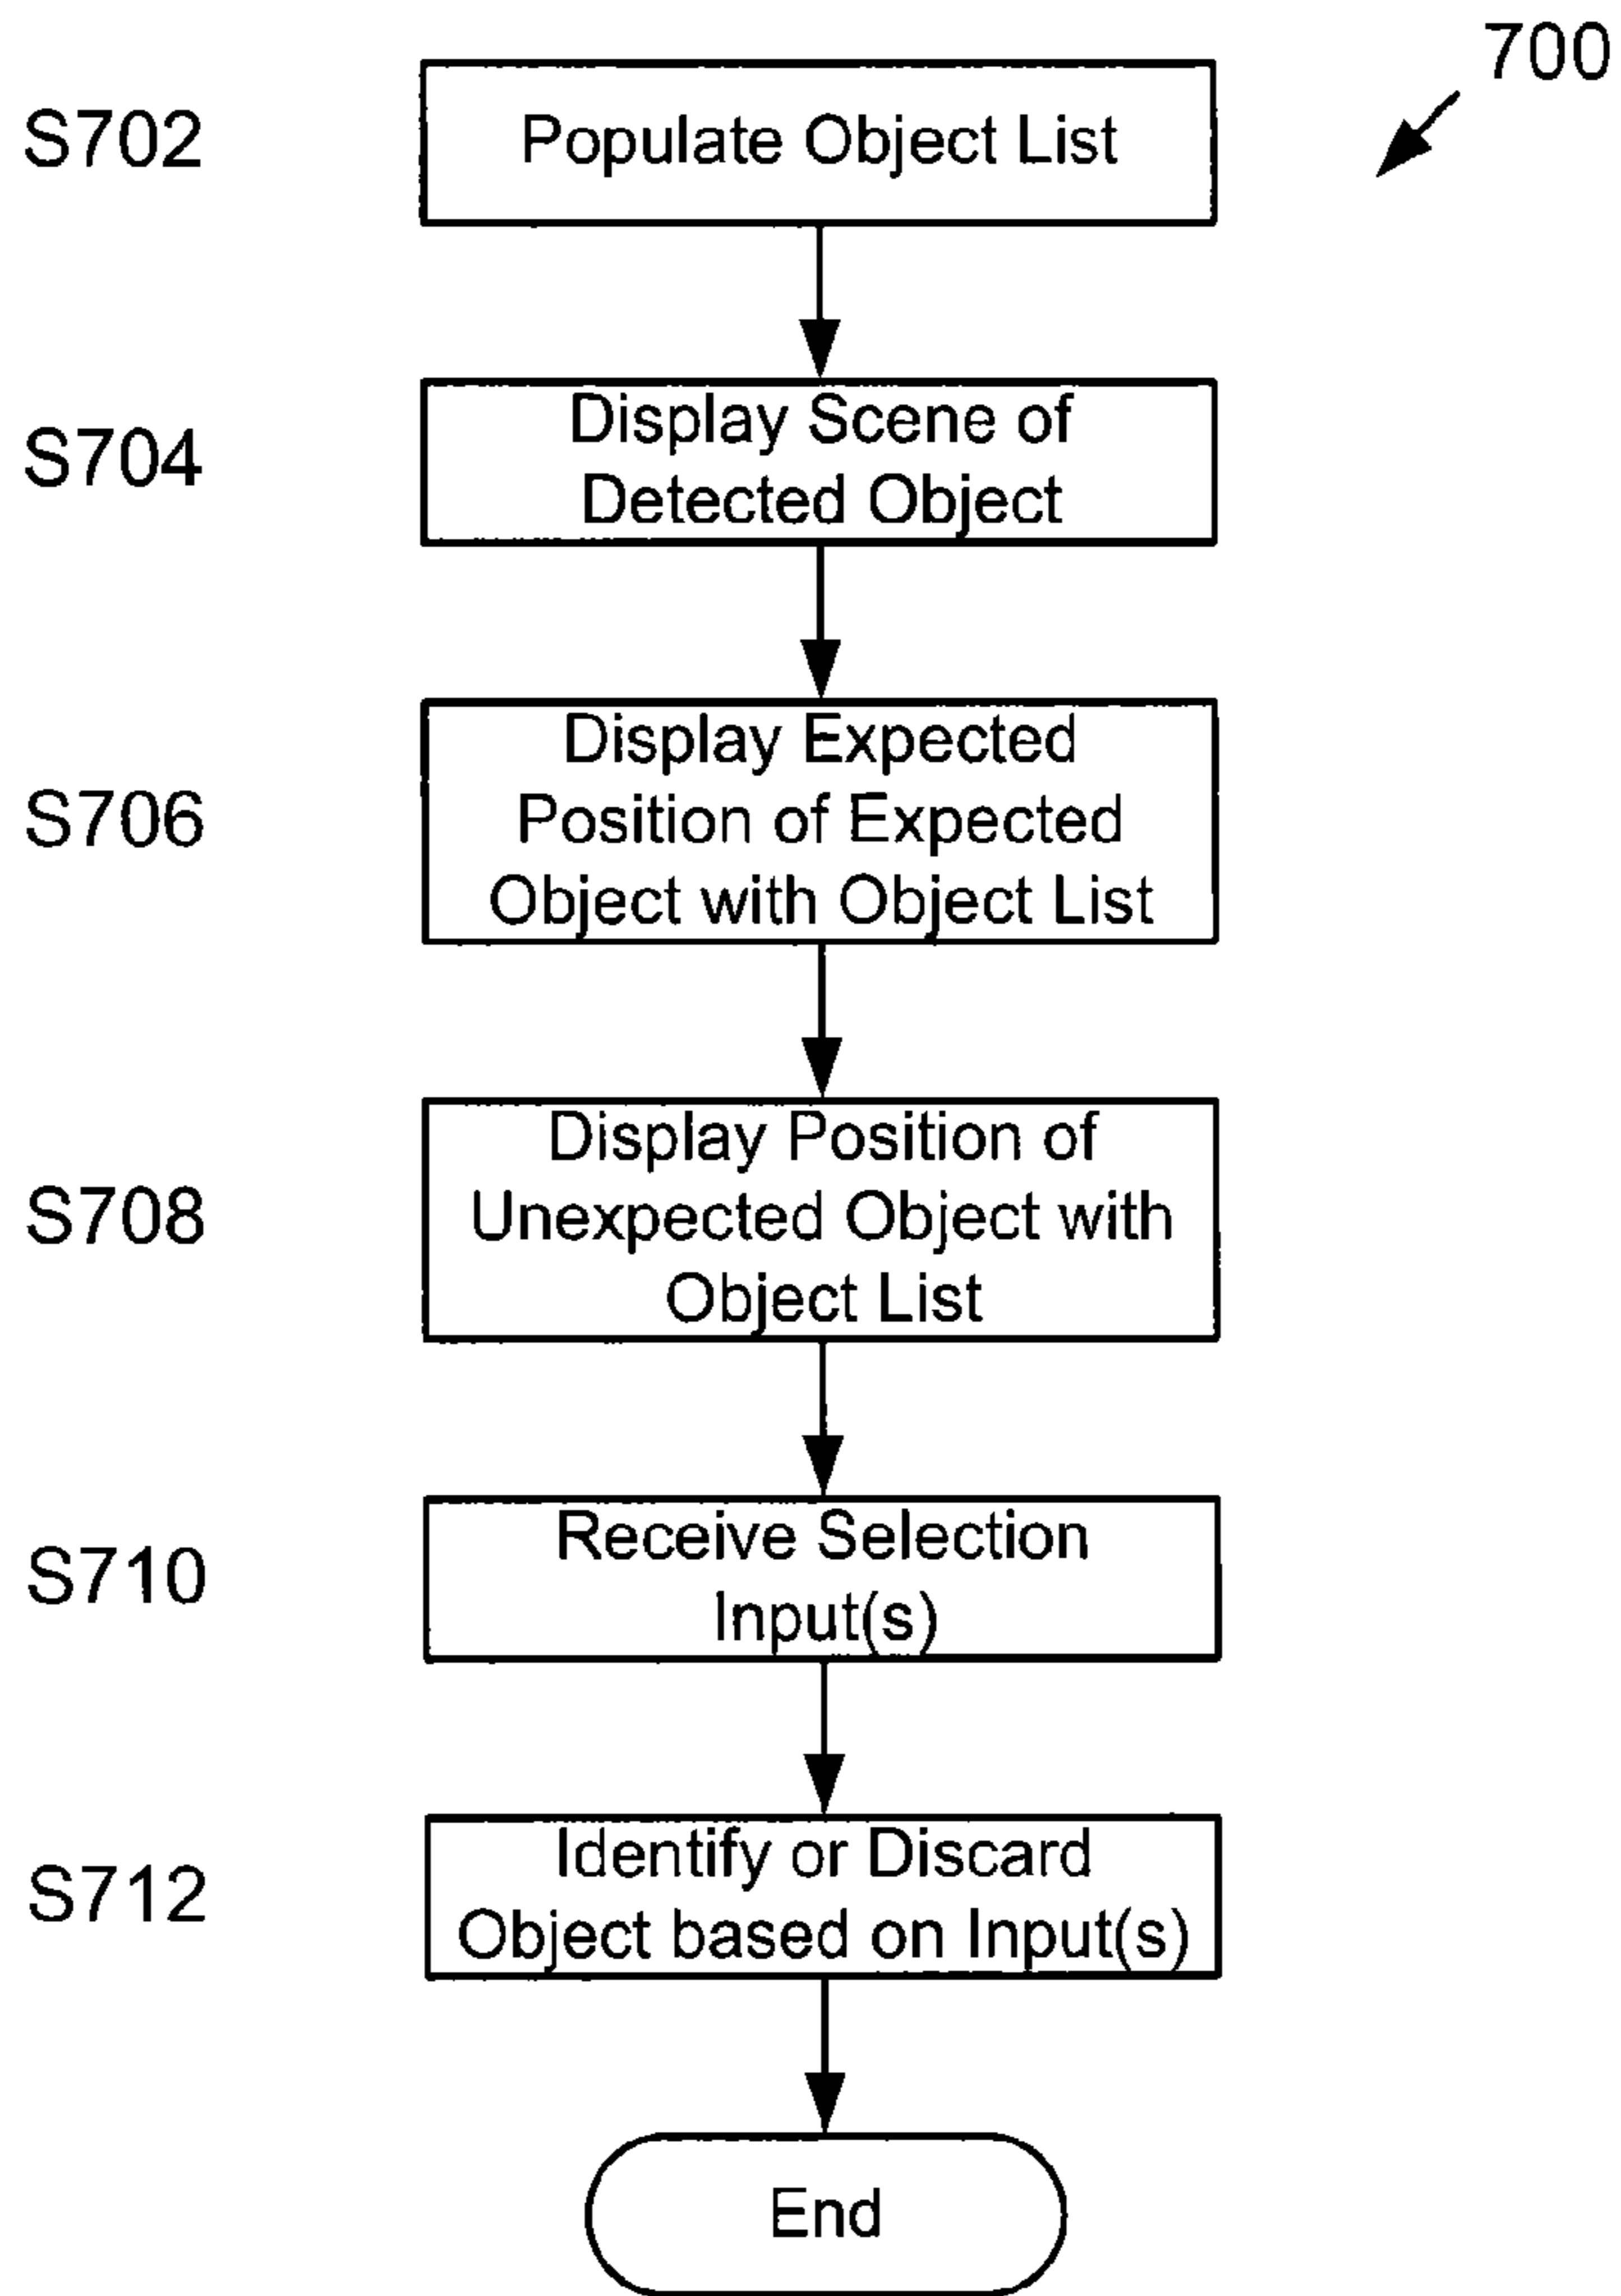 700
S702
Populate Object List
S704
Display Scene of
Detected Object
S706
Display Expected
Position of Expected
Object with Object List
S708
Display Position of
Unexpected Object with
Object List
S710
Receive Selection
Input(s)
S712
Identify or Discard
Object based on Input(s)
End